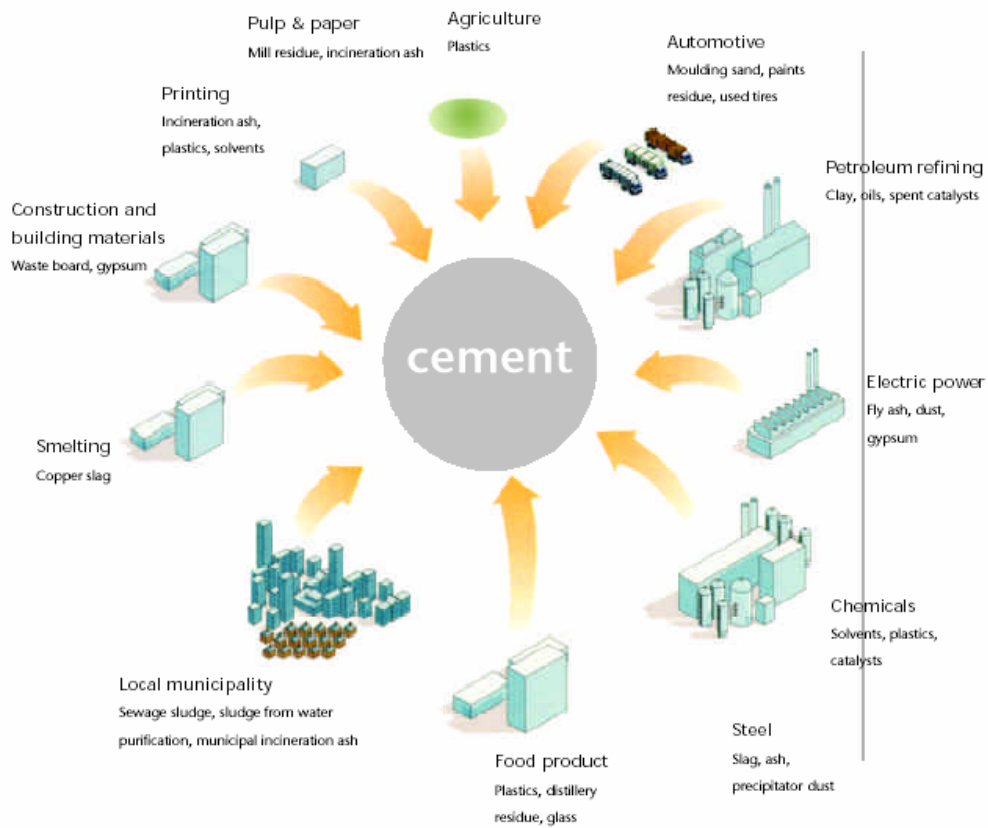 Pulp & paper
Mill residue, incineration ash
Agriculture
Plastics
Automotive
Moulding sand, paints
residue, used tires
Printing
Incineration ash,
plastics, solvents
Petroleum refining
Clay, oils, spent catalysts
Construction and
building materials
Waste board, gypsum
cement
Electric power
Fly ash, dust,
gypsum
Smelting
Copper slag
Chemicals
Solvents, plastics,
catalysts
Local municipality
Sewage sludge, sludge from water
purification, municipal incineration ash
Steel
Slag, ash,
precipitator dust
Food product
Plastics, distillery
residue, glass